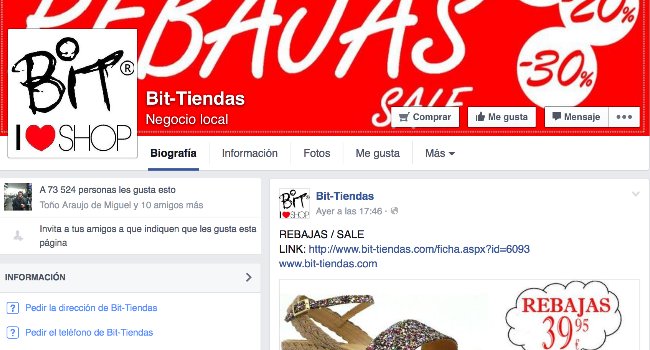 REBAJAS
SALE
-20%
-30%
BiT®
I SHOP
Bit-Tiendas
Negocio local
Comprar
Me gusta
Mensaje
Biografía
Información
Fotos
Me gusta
Más
A 73 524 personas les gusta esto
Toño Araujo de Miguel y 10 amigos más
Invita a tus amigos a que indiquen que les gusta esta
página
INFORMACIÓN
? Pedir la dirección de Bit-Tiendas
? Pedir el teléfono de Bit-Tiendas
BiT
I SHOP
Bit-Tiendas
Ayer a las 17:46 ·
REBAJAS / SALE
LINK: http://www.bit-tiendas.com/ficha.aspx?id=6093
www.bit-tiendas.com
REBAJAS
39'95
€